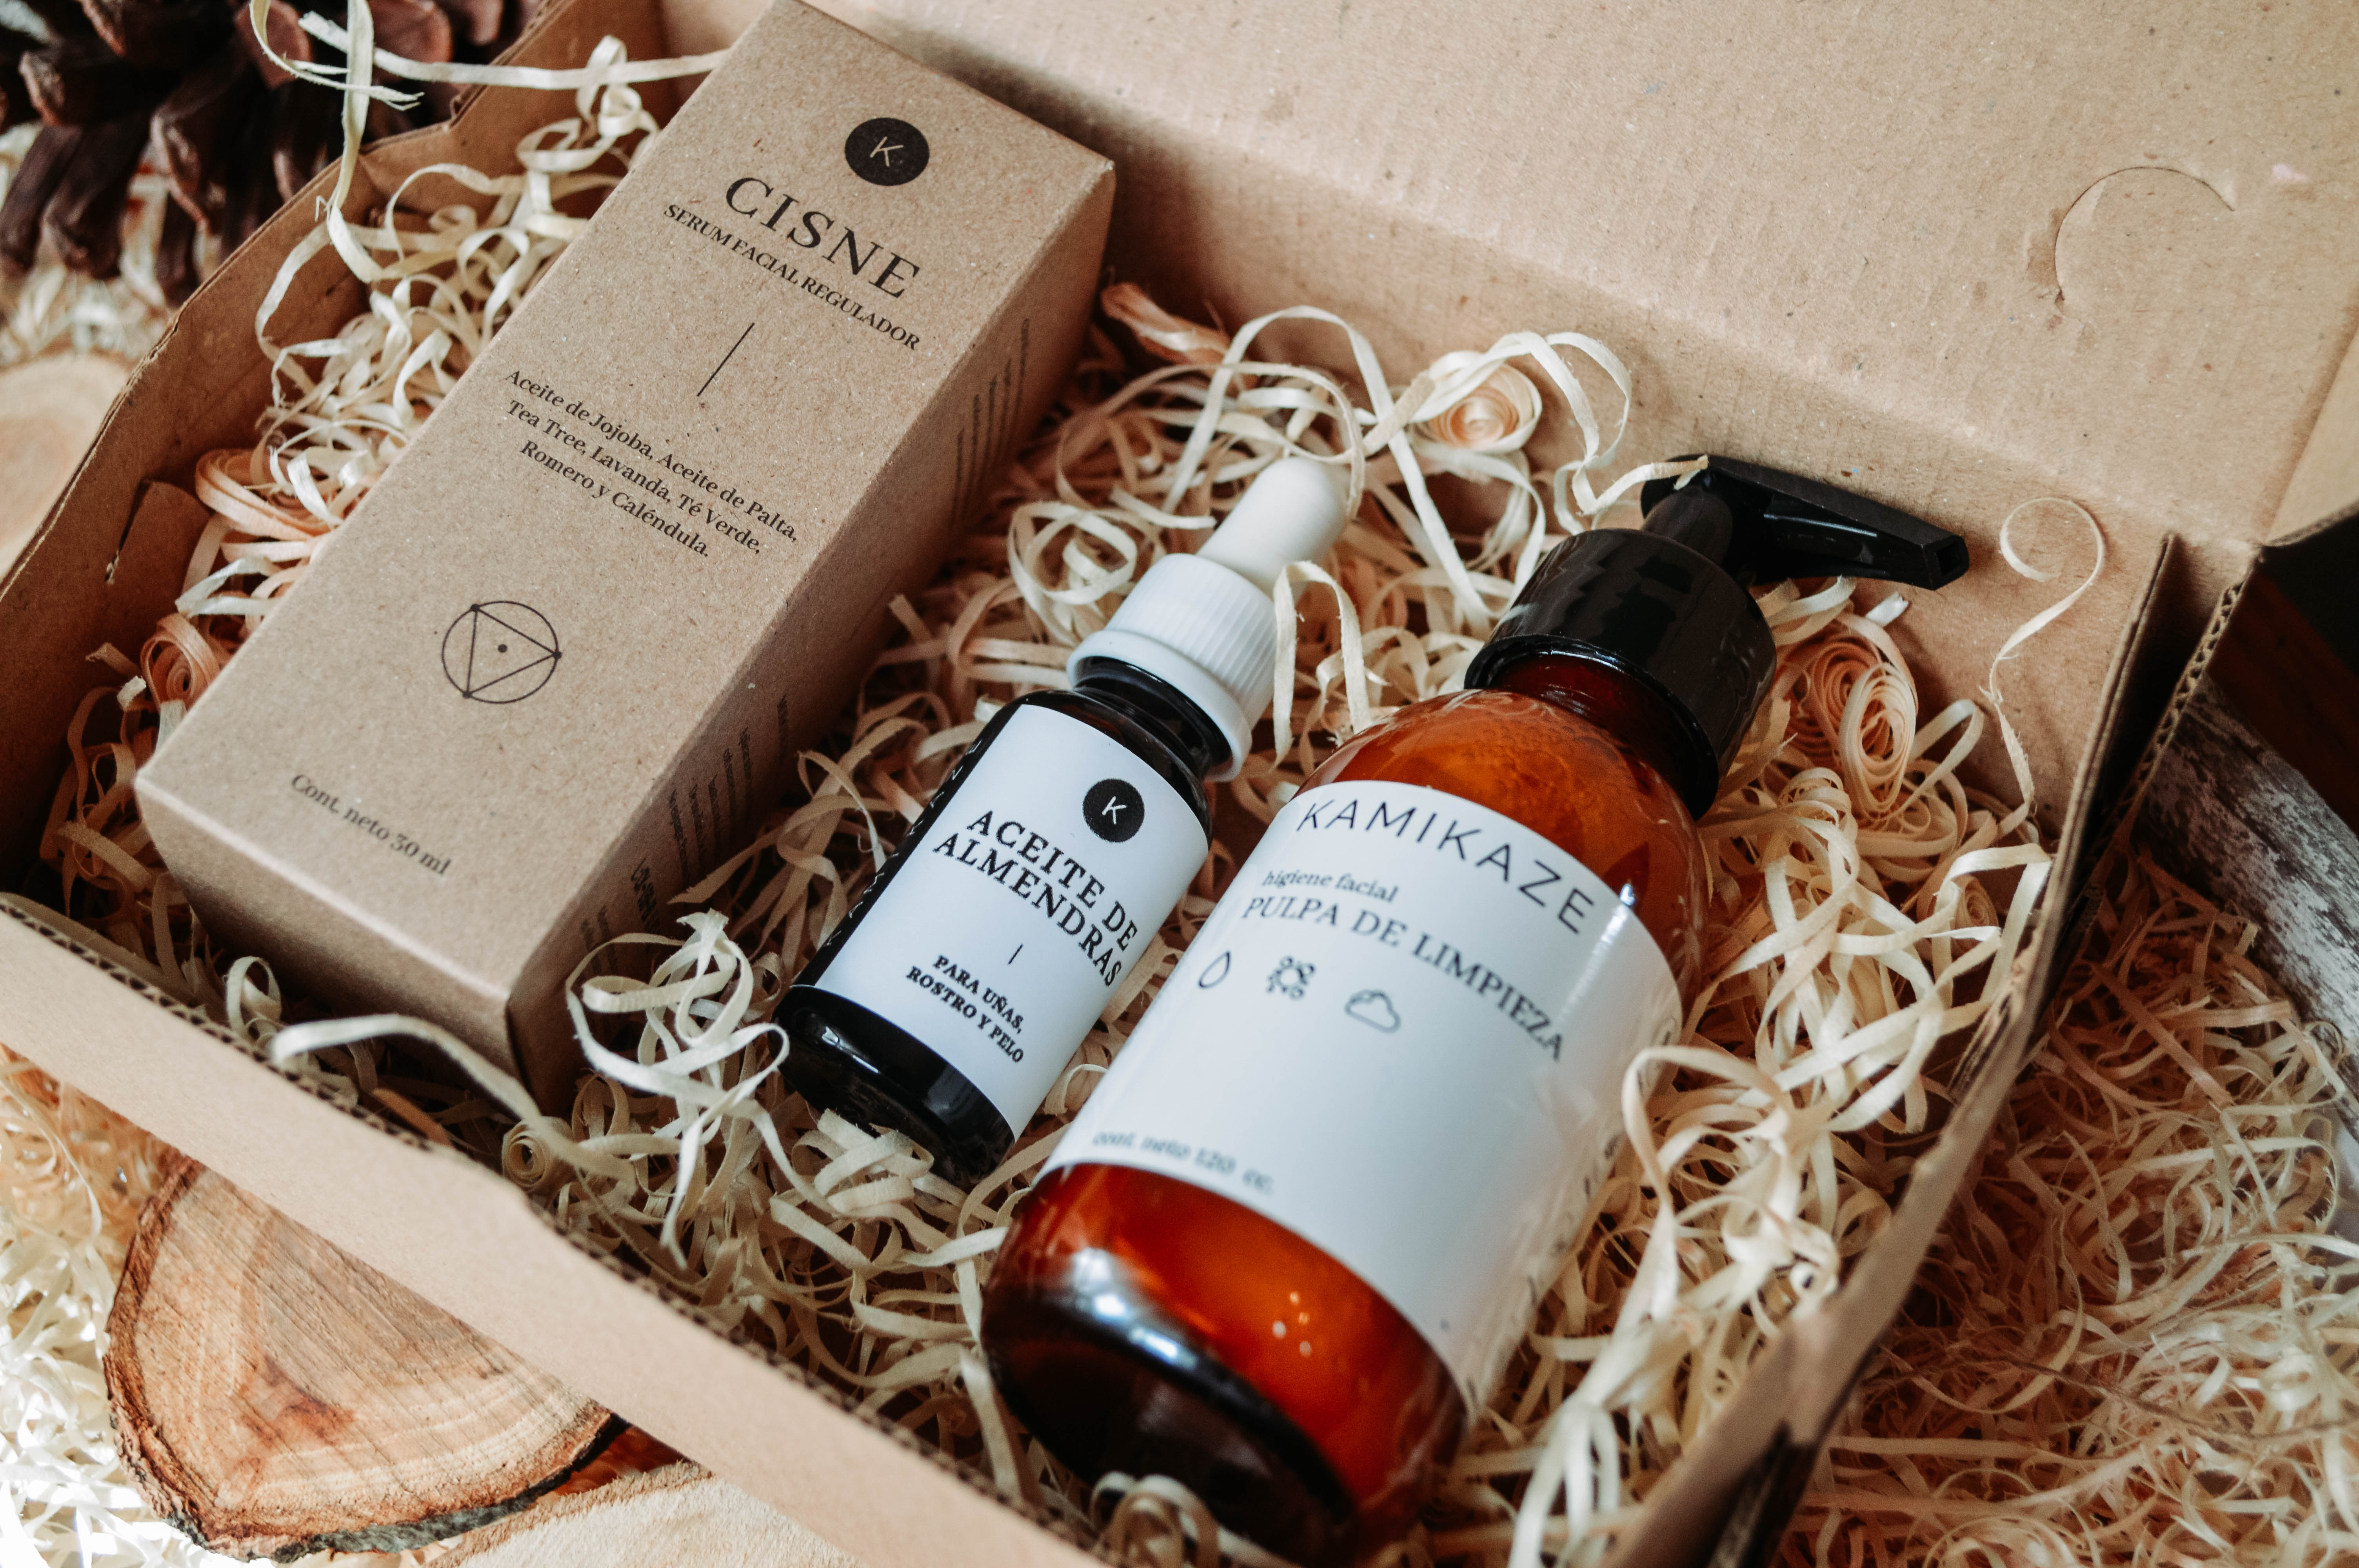 K
CISNE
SERUM FACIAL REGULADOR
Aceite de Jojoba, Aceite de Palta,
Tea Tree, Lavanda, Té Verde,
Romero y Caléndula.
Cont. neto 30 ml
K
ACEITE DE
ALMENDRAS
PARA UÑAS,
ROSTRO Y PELO
KAMIKAZE
higiene facial
PULPA DE LIMPIEZA
cont. neto 120 cc.